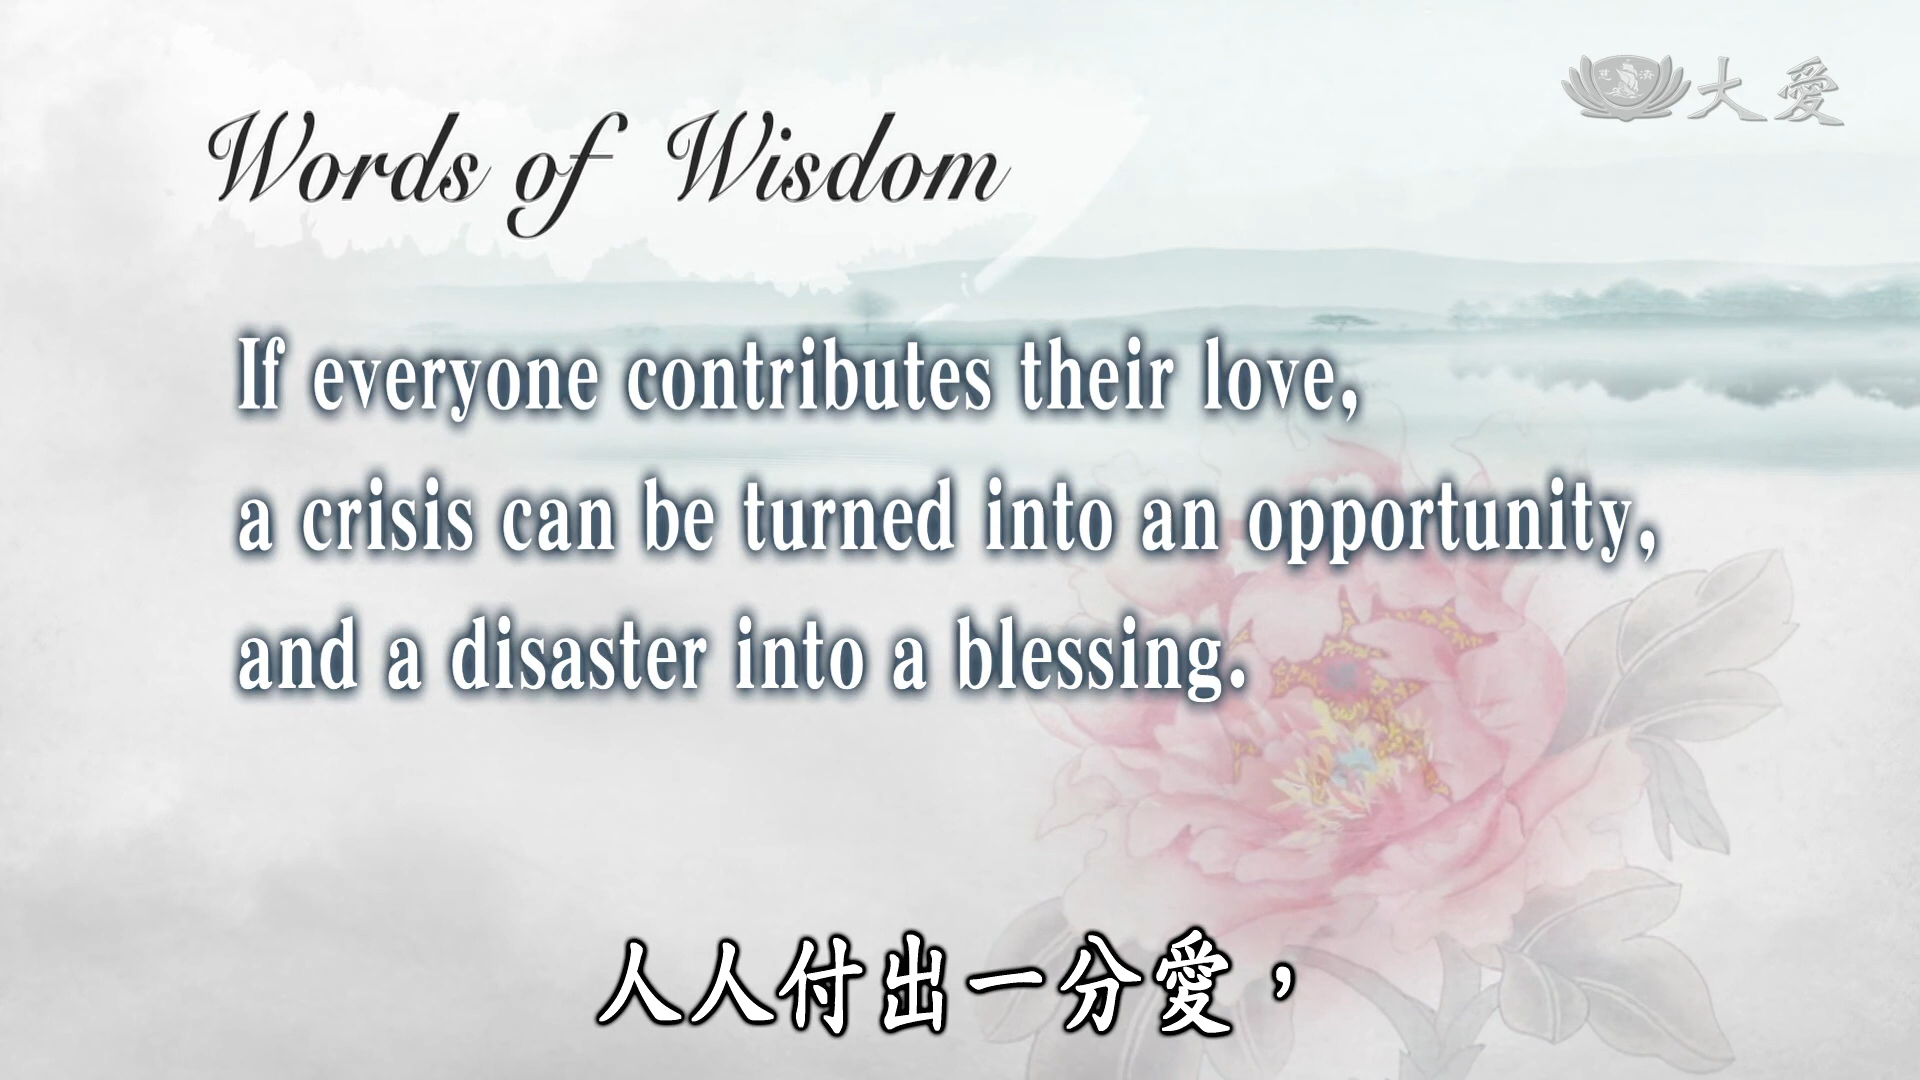 大愛
Words of Wisdom
If everyone contributes their love,
a crisis can be turned into an opportunity,
and a disaster into a blessing.
人人付出一分愛，